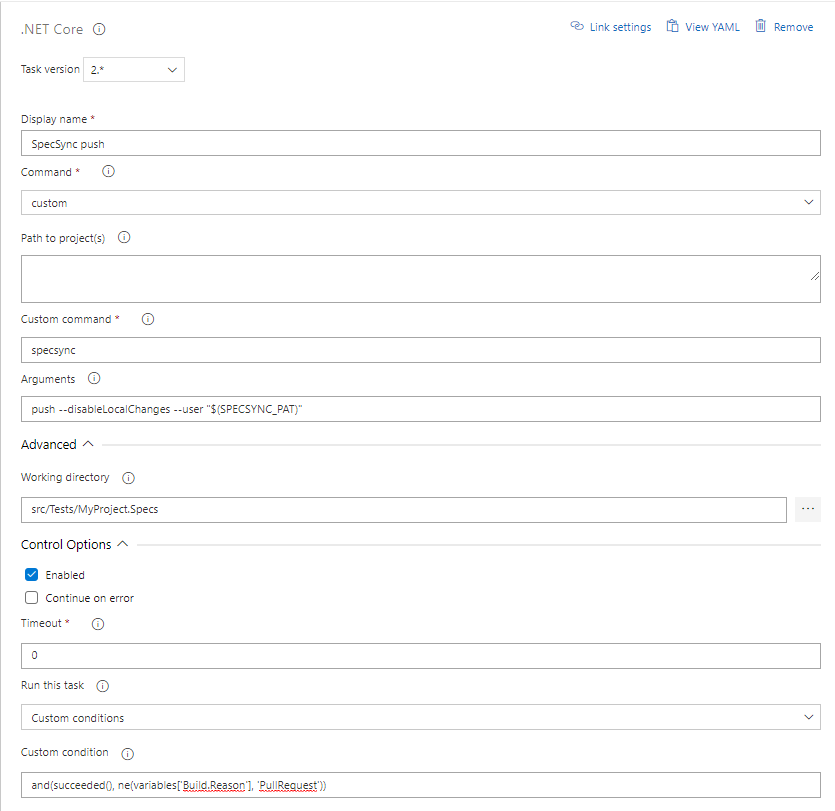 .NET Core
Link settings
View YAML
Remove
Task version 2.*
Display name *
SpecSync push
Command *
custom
Path to project(s)
Custom command *
specsync
Arguments
push --disableLocalChanges --user "$(SPECSYNC_PAT)"
Advanced
Working directory
src/Tests/MyProject.Specs
...
Control Options
Enabled
Continue on error
Timeout *
0
Run this task
Custom conditions
Custom condition
and(succeeded(), ne(variables['Build.Reason'], 'PullRequest'))